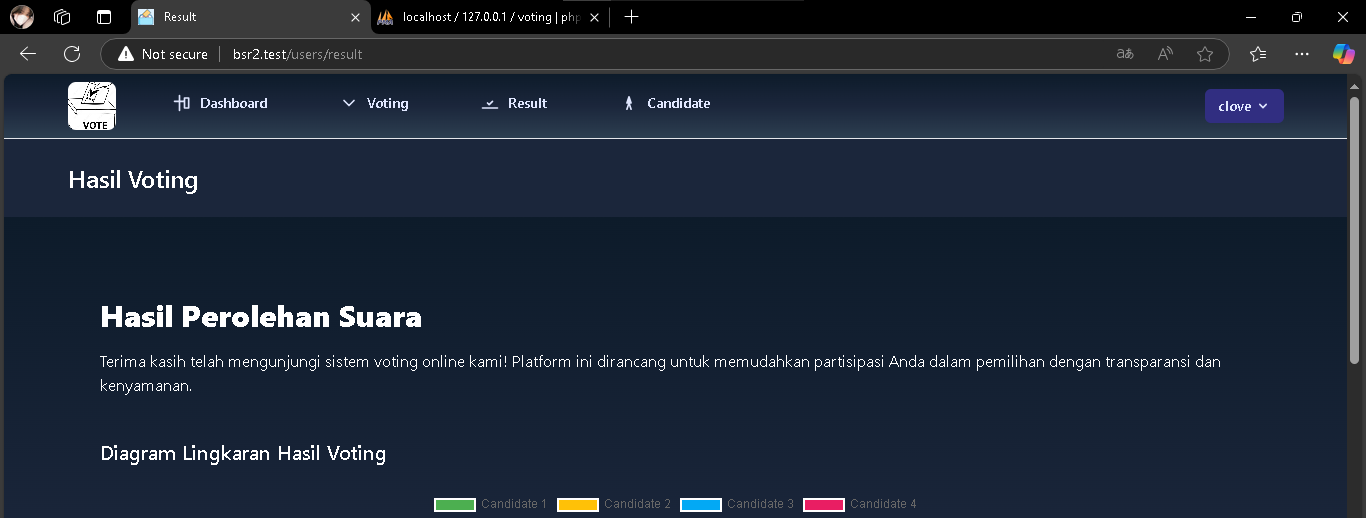 Result
localhost / 127.0.0.1 / voting | php
Not secure
bsr2.test/users/result
VOTE
Dashboard
Voting
Result
Candidate
clove
Hasil Voting
Hasil Perolehan Suara
Terima kasih telah mengunjungi sistem voting online kami! Platform ini dirancang untuk memudahkan partisipasi Anda dalam pemilihan dengan transparansi dan
kenyamanan.
Diagram Lingkaran Hasil Voting
Candidate 1
Candidate 2
Candidate 3
Candidate 4